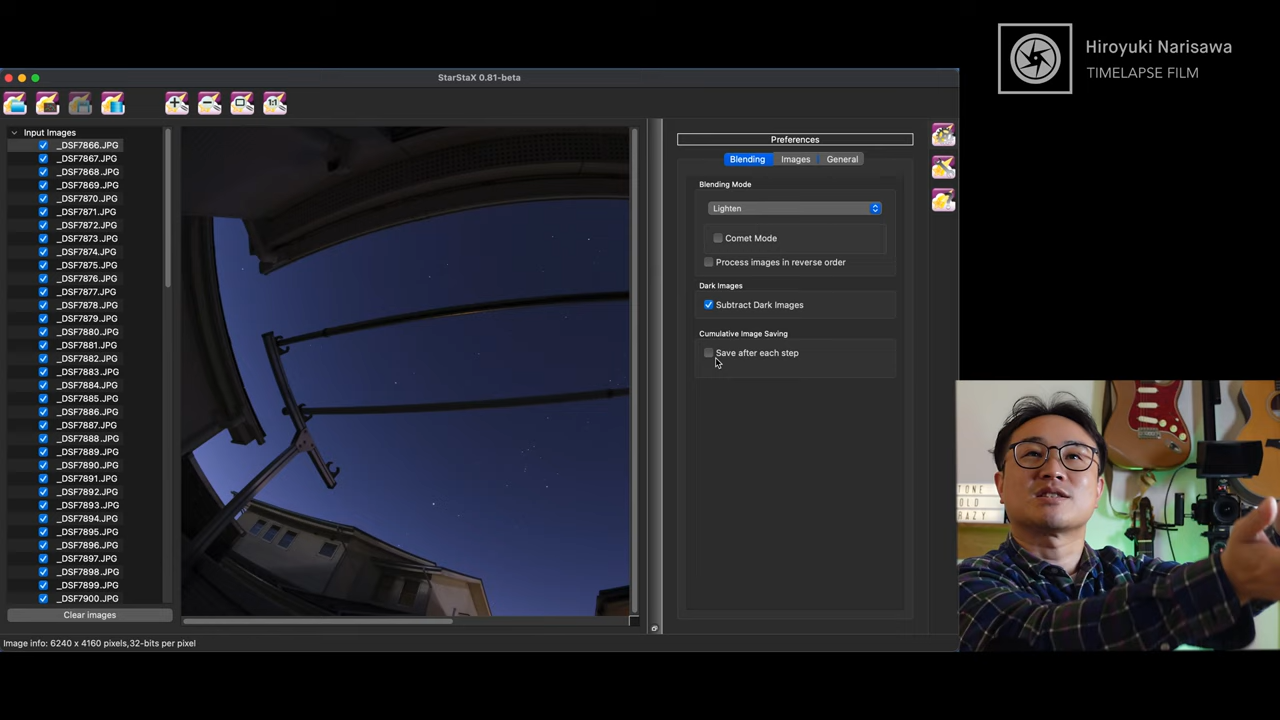 Hiroyuki Narisawa
TIMELAPSE FILM
StarStaX 0.81-beta
1:1
Input Images
_DSF7866.JPG
_DSF7867.JPG
_DSF7868.JPG
_DSF7869.JPG
_DSF7870.JPG
_DSF7871.JPG
_DSF7872.JPG
_DSF7873.JPG
_DSF7874.JPG
_DSF7875.JPG
_DSF7876.JPG
_DSF7877.JPG
_DSF7878.JPG
_DSF7879.JPG
_DSF7880.JPG
_DSF7881.JPG
_DSF7882.JPG
_DSF7883.JPG
_DSF7884.JPG
_DSF7885.JPG
_DSF7886.JPG
_DSF7887.JPG
_DSF7888.JPG
_DSF7889.JPG
_DSF7890.JPG
_DSF7891.JPG
_DSF7892.JPG
_DSF7893.JPG
_DSF7894.JPG
_DSF7895.JPG
_DSF7896.JPG
_DSF7897.JPG
_DSF7898.JPG
_DSF7899.JPG
_DSF7900.JPG
Clear images
Image info: 6240 x 4160 pixels,32-bits per pixel
Preferences
Blending Images General
Blending Mode
Lighten
Comet Mode
Process images in reverse order
Dark Images
Subtract Dark Images
Cumulative Image Saving
Save after each step
TONE
OLD
RAZY